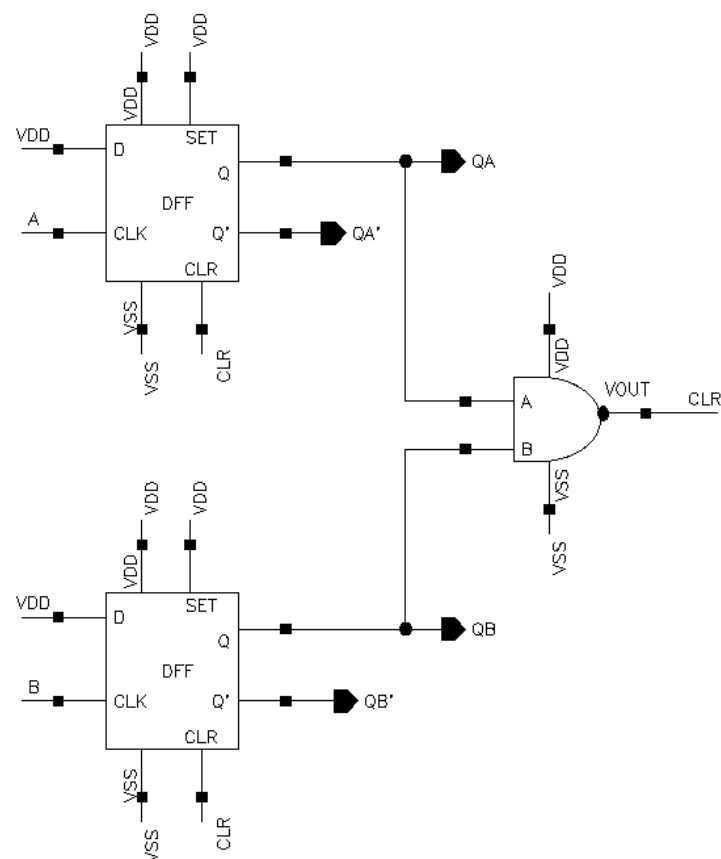 VDD VDD
VDD
VDD D SET
Q QA
DFF
A CLK Q' QA'
CLR
VSS
VSS CLR
VDD
VDD
VOUT
A CLR
B
VSS
VSS
VDD VDD
VDD
VDD D SET
Q QB
DFF
B CLK Q' QB'
CLR
VSS
VSS CLR